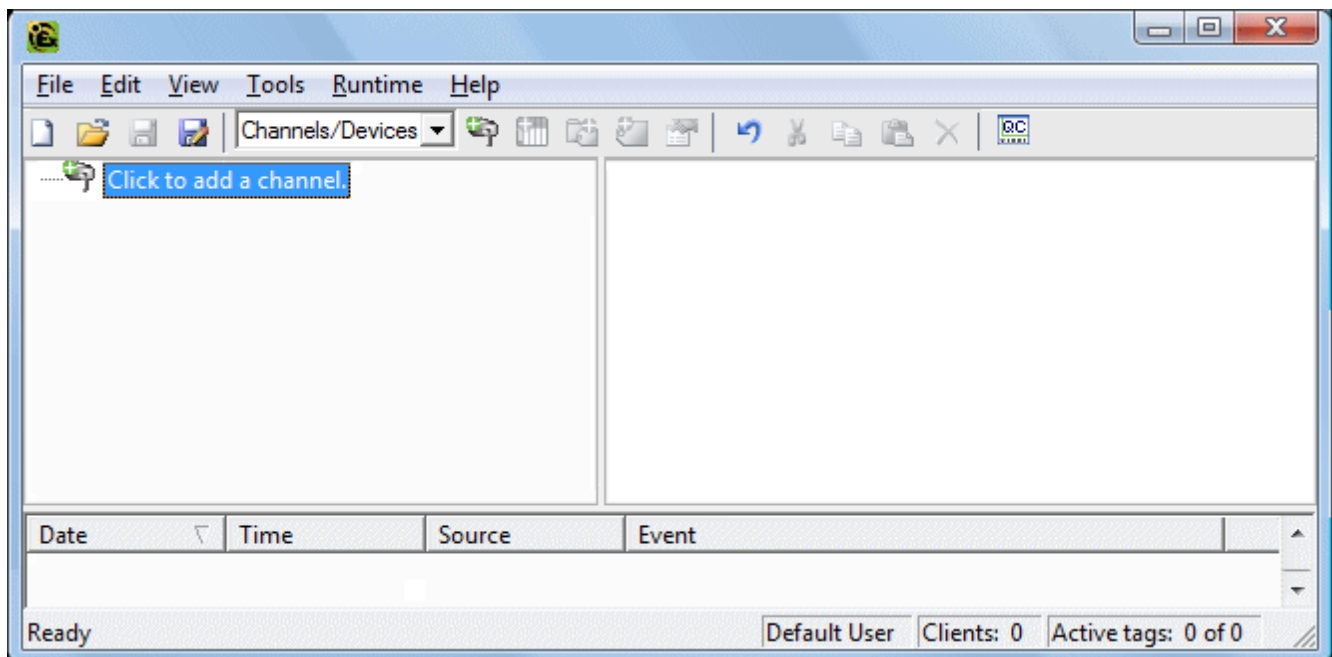 File Edit View Tools Runtime Help
Channels/Devices QC
Click to add a channel.
Date Time Source Event
Ready Default User Clients: 0 Active tags: 0 of 0